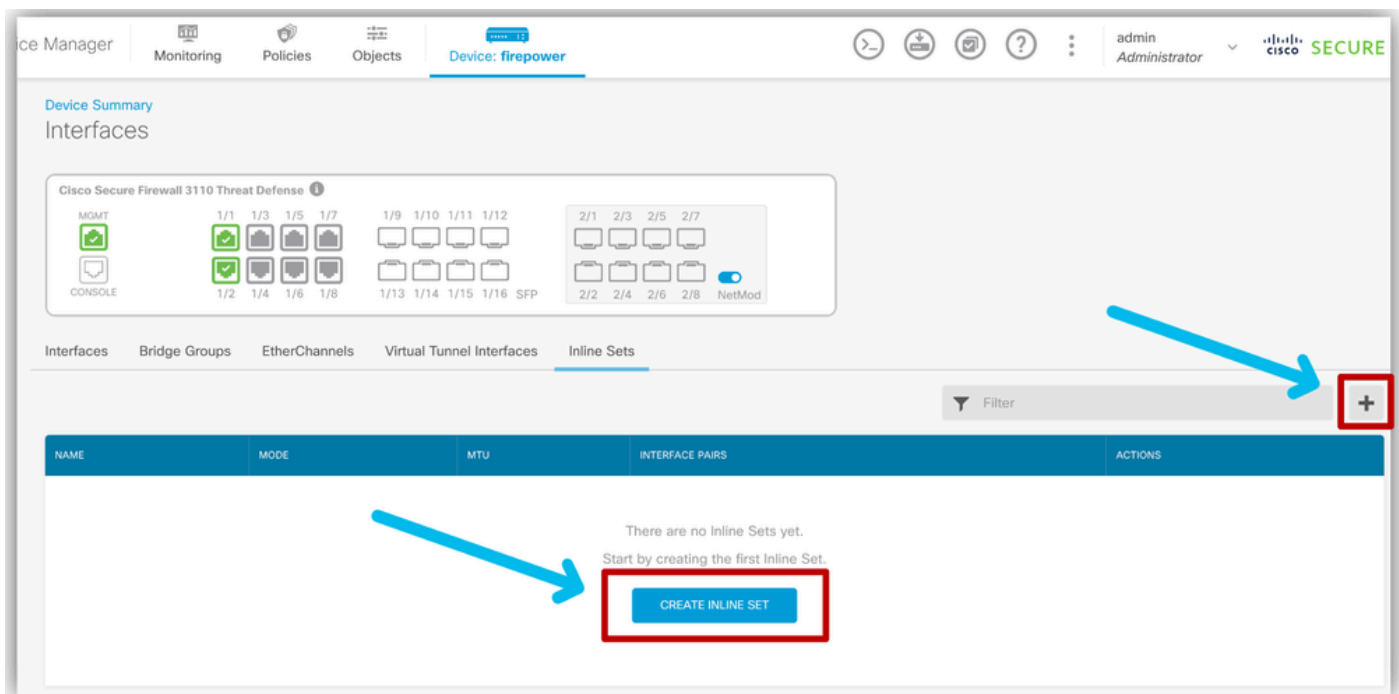 ice Manager
Monitoring
Policies
Objects
Device: firepower
admin
Administrator
CISCO SECURE
Device Summary
Interfaces
Cisco Secure Firewall 3110 Threat Defense
MGMT
1/1 1/3 1/5 1/7
1/9 1/10 1/11 1/12
2/1 2/3 2/5 2/7
CONSOLE
1/2 1/4 1/6 1/8
1/13 1/14 1/15 1/16 SFP
2/2 2/4 2/6 2/8 NetMod
Interfaces Bridge Groups EtherChannels Virtual Tunnel Interfaces Inline Sets
Filter
NAME MODE MTU INTERFACE PAIRS ACTIONS
There are no Inline Sets yet.
Start by creating the first Inline Set.
CREATE INLINE SET